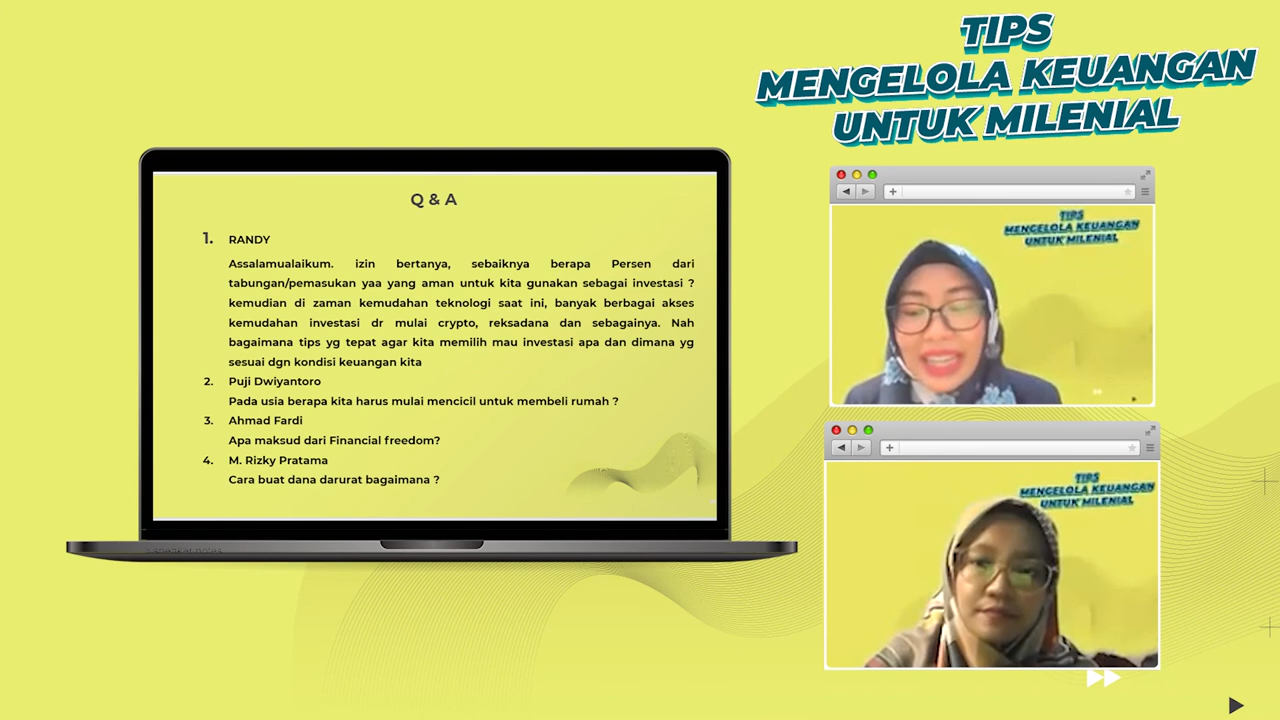 TIPS
MENGELOLA KEUANGAN
UNTUK MILENIAL
Q & A
1. RANDY
Assalamualaikum. izin bertanya, sebaiknya berapa Persen dari
tabungan/pemasukan yaa yang aman untuk kita gunakan sebagai investasi ?
kemudian di zaman kemudahan teknologi saat ini, banyak berbagai akses
kemudahan investasi dr mulai crypto, reksadana dan sebagainya. Nah
bagaimana tips yg tepat agar kita memilih mau investasi apa dan dimana yg
sesuai dgn kondisi keuangan kita
2. Puji Dwiyantoro
Pada usia berapa kita harus mulai mencicil untuk membeli rumah ?
3. Ahmad Fardi
Apa maksud dari Financial freedom?
4. M. Rizky Pratama
Cara buat dana darurat bagaimana ?
TIPS
MENGELOLA KEUANGAN
UNTUK MILENIAL
TIPS
MENGELOLA KEUANGAN
UNTUK MILENIAL